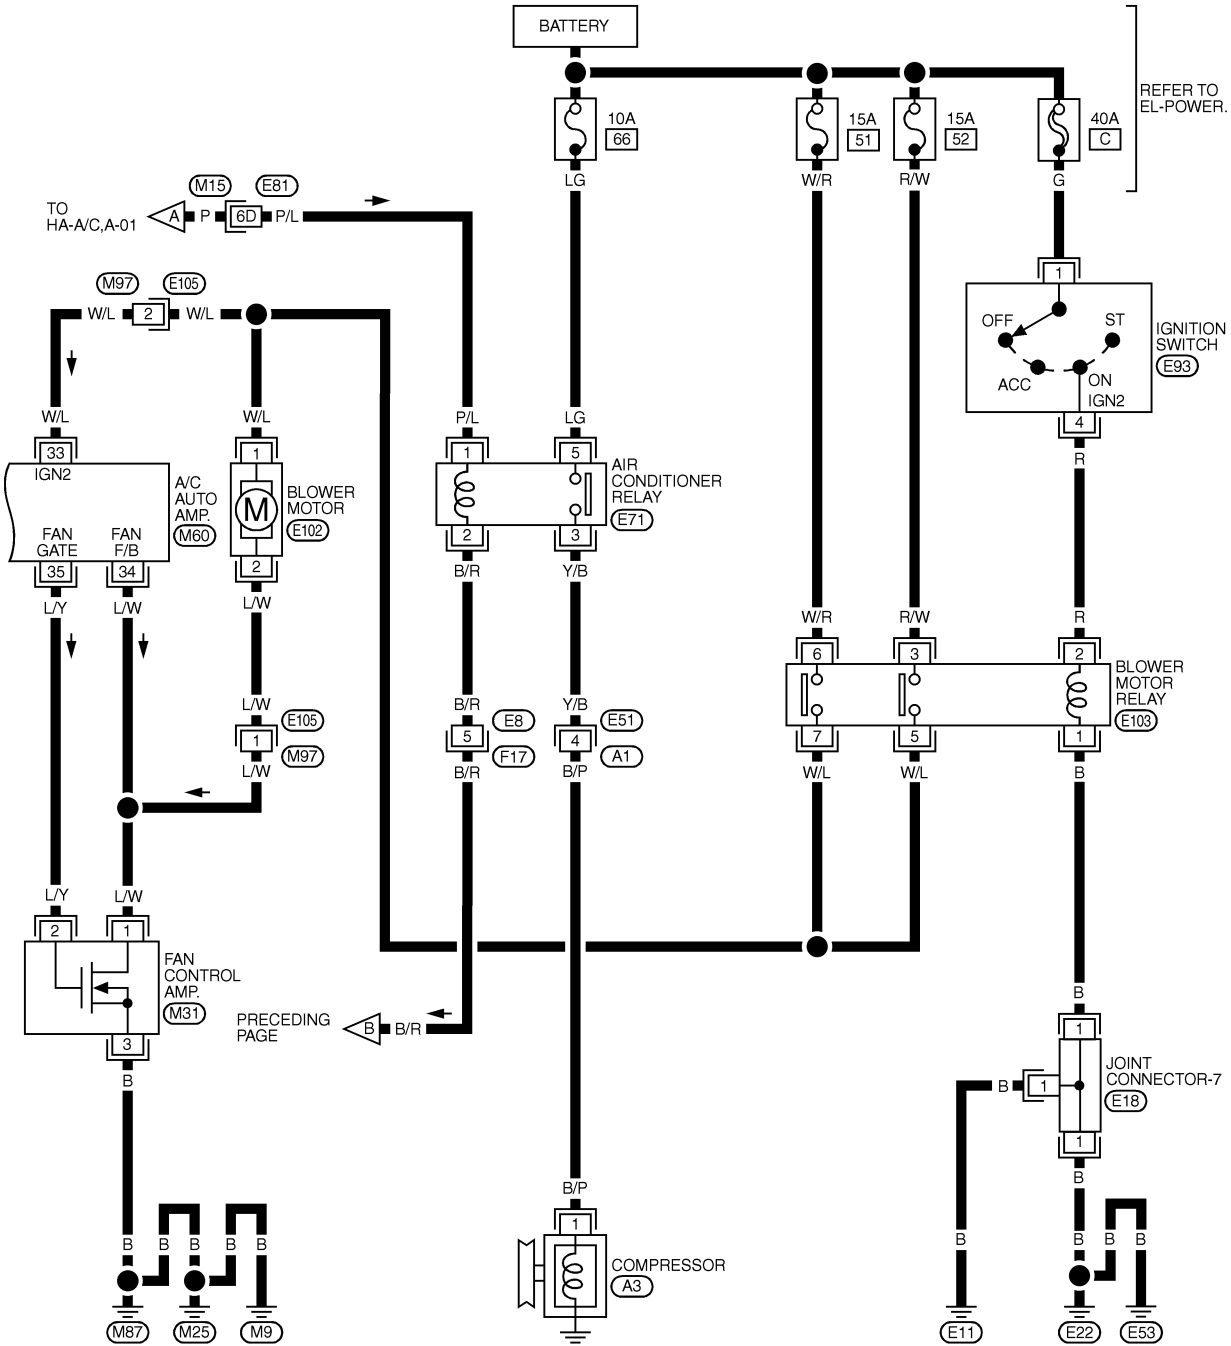 BATTERY
REFER TO
EL-POWER.
10A
66
15A
51
15A
52
40A
C
LG
W/R
R/W
G
M15
E81
TO
HA-A/C,A-01
A
P
6D
P/L
M97
E105
W/L
2
W/L
1
OFF
ST
ACC
ON
IGN2
4
IGNITION
SWITCH
E93
W/L
W/L
P/L
LG
R
33
1
1
5
IGN2
A/C
AUTO
AMP.
M60
FAN
GATE
FAN
F/B
35
34
M
BLOWER
MOTOR
E102
2
AIR
CONDITIONER
RELAY
E71
2
3
L/Y
L/W
L/W
B/R
Y/B
W/R
R/W
R
6
3
2
BLOWER
MOTOR
RELAY
E103
7
5
1
L/W
B/R
Y/B
E105
1
M97
E8
5
F17
E51
4
A1
L/W
B/R
B/P
W/L
W/L
B
L/Y
L/W
2
1
FAN
CONTROL
AMP.
M31
3
PRECEDING
PAGE
B
B/R
B
B
1
1
B
JOINT
CONNECTOR-7
E18
1
B
B/P
1
COMPRESSOR
A3
B
B
B
B
B
B
B
B
B
M87
M25
M9
E11
E22
E53